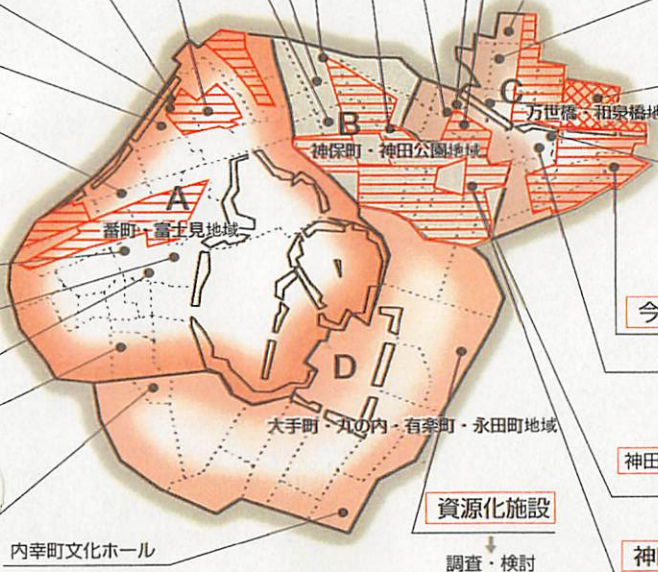 C
万世橋・和泉橋地
B
神保町・神田公園地域
A
番町・富士見地域
今
D
大手町・丸の内・有楽町・永田町地域
神田
資源化施設
調査・検討
内幸町文化ホール
神